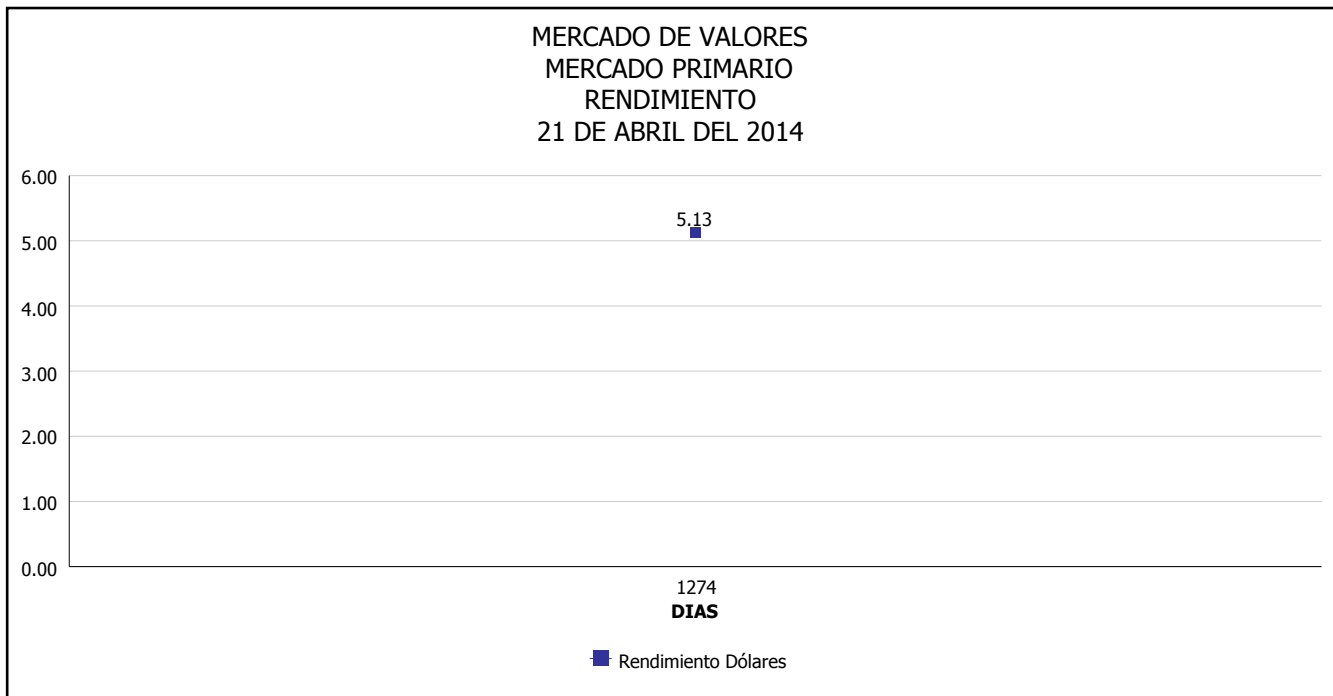 MERCADO DE VALORES
MERCADO PRIMARIO
RENDIMIENTO
21 DE ABRIL DEL 2014
6.00
5.13
5.00
4.00
3.00
2.00
1.00
0.00
1274
DIAS
Rendimiento Dólares